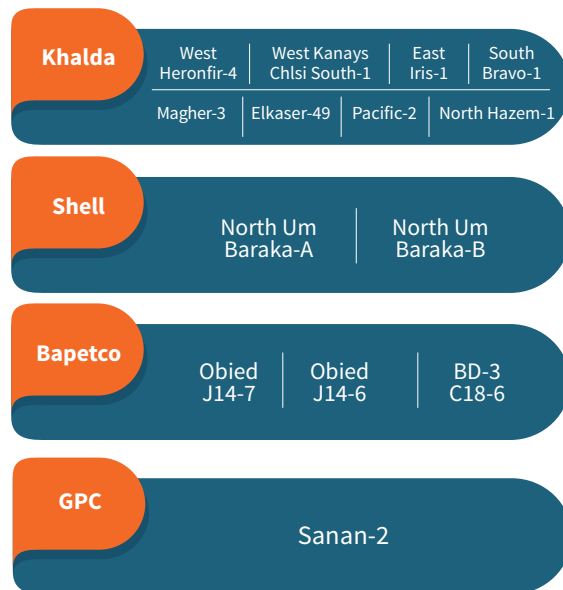 Khalda
West Heronfir-4
West Kanays Chlsi South-1
East Iris-1
South Bravo-1
Magher-3
Elkaser-49
Pacific-2
North Hazem-1
Shell
North Um Baraka-A
North Um Baraka-B
Bapetco
Obied J14-7
Obied J14-6
BD-3 C18-6
GPC
Sanan-2